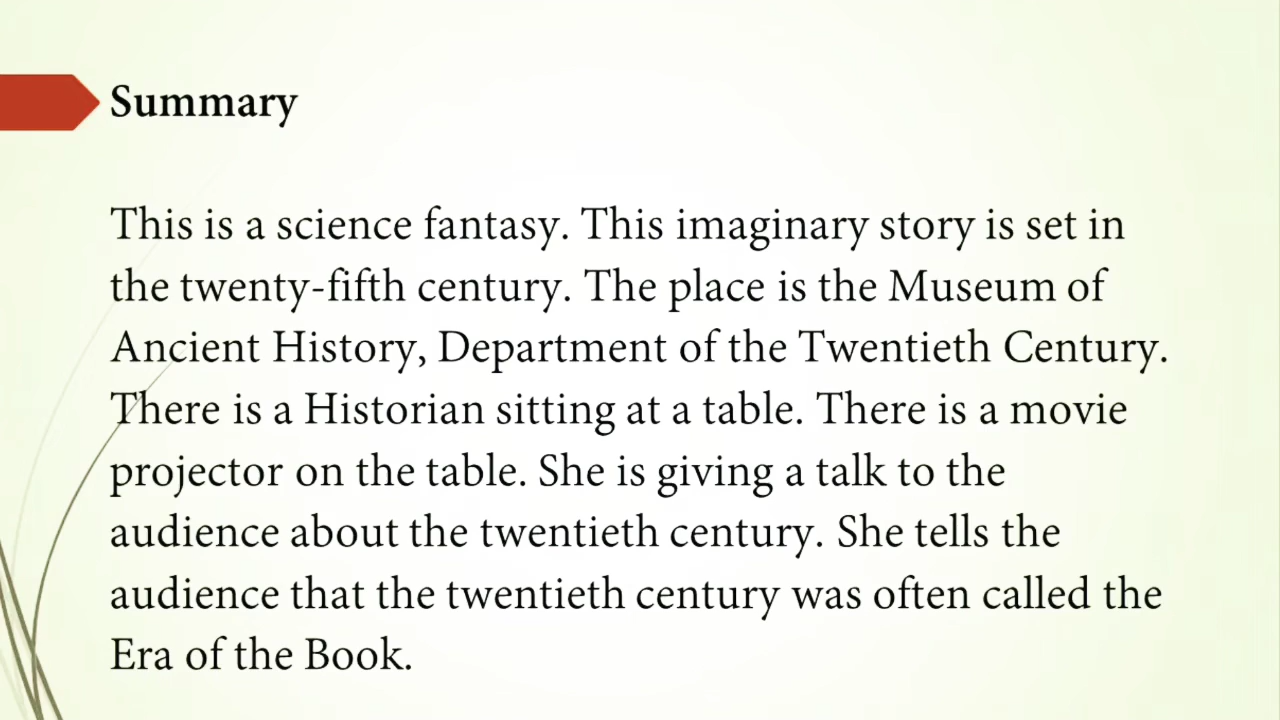 Summary
This is a science fantasy. This imaginary story is set in
the twenty-fifth century. The place is the Museum of
Ancient History, Department of the Twentieth Century.
There is a Historian sitting at a table. There is a movie
projector on the table. She is giving a talk to the
audience about the twentieth century. She tells the
audience that the twentieth century was often called the
Era of the Book.